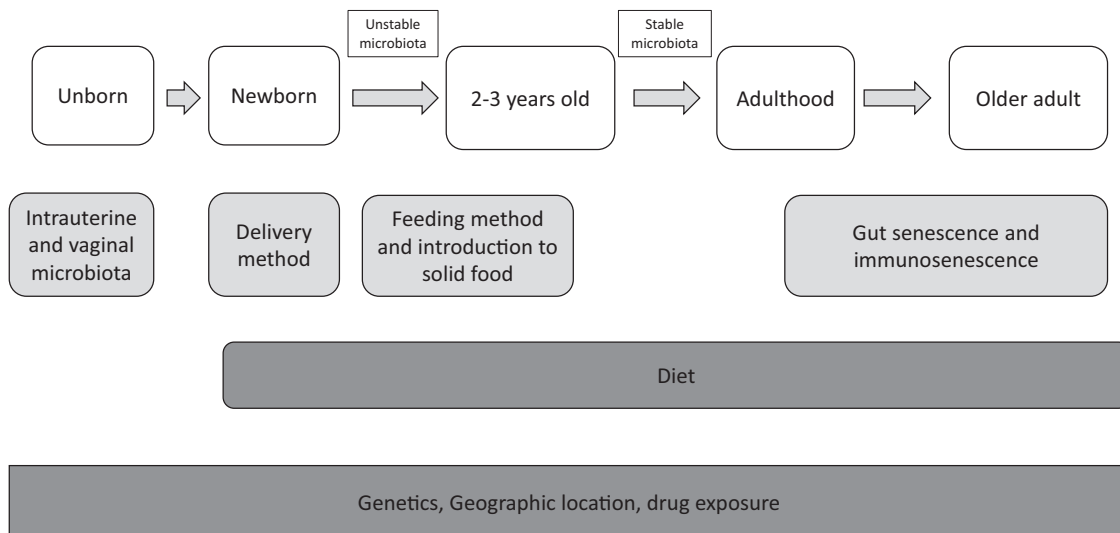 Unstable
microbiota
Stable
microbiota
Unborn
Newborn
2-3 years old
Adulthood
Older adult
Intrauterine
and vaginal
microbiota
Delivery
method
Feeding method
and introduction to
solid food
Gut senescence and
immunosenescence
Diet
Genetics, Geographic location, drug exposure